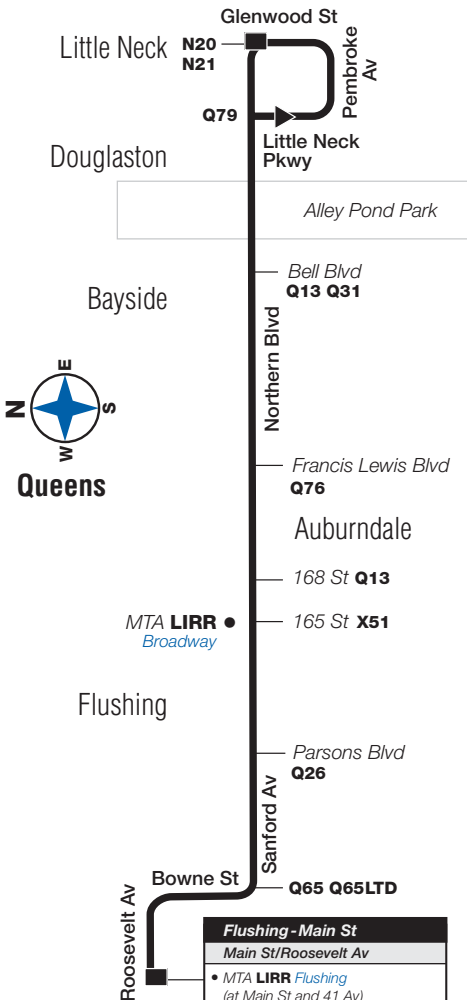 Glenwood St
Little Neck
N20
N21
Pembroke
Av
Q79
Little Neck
Pkwy
Douglaston
Alley Pond Park
Bell Blvd
Q13 Q31
Bayside
Northern Blvd
N
E
S
W
Queens
Francis Lewis Blvd
Q76
Auburndale
168 St Q13
MTA LIRR •
Broadway
165 St X51
Flushing
Parsons Blvd
Q26
Sanford Av
Bowne St
Q65 Q65LTD
Roosevelt Av
Flushing-Main St
Main St/Roosevelt Av
• MTA LIRR Flushing
(at Main St and 41 Av)